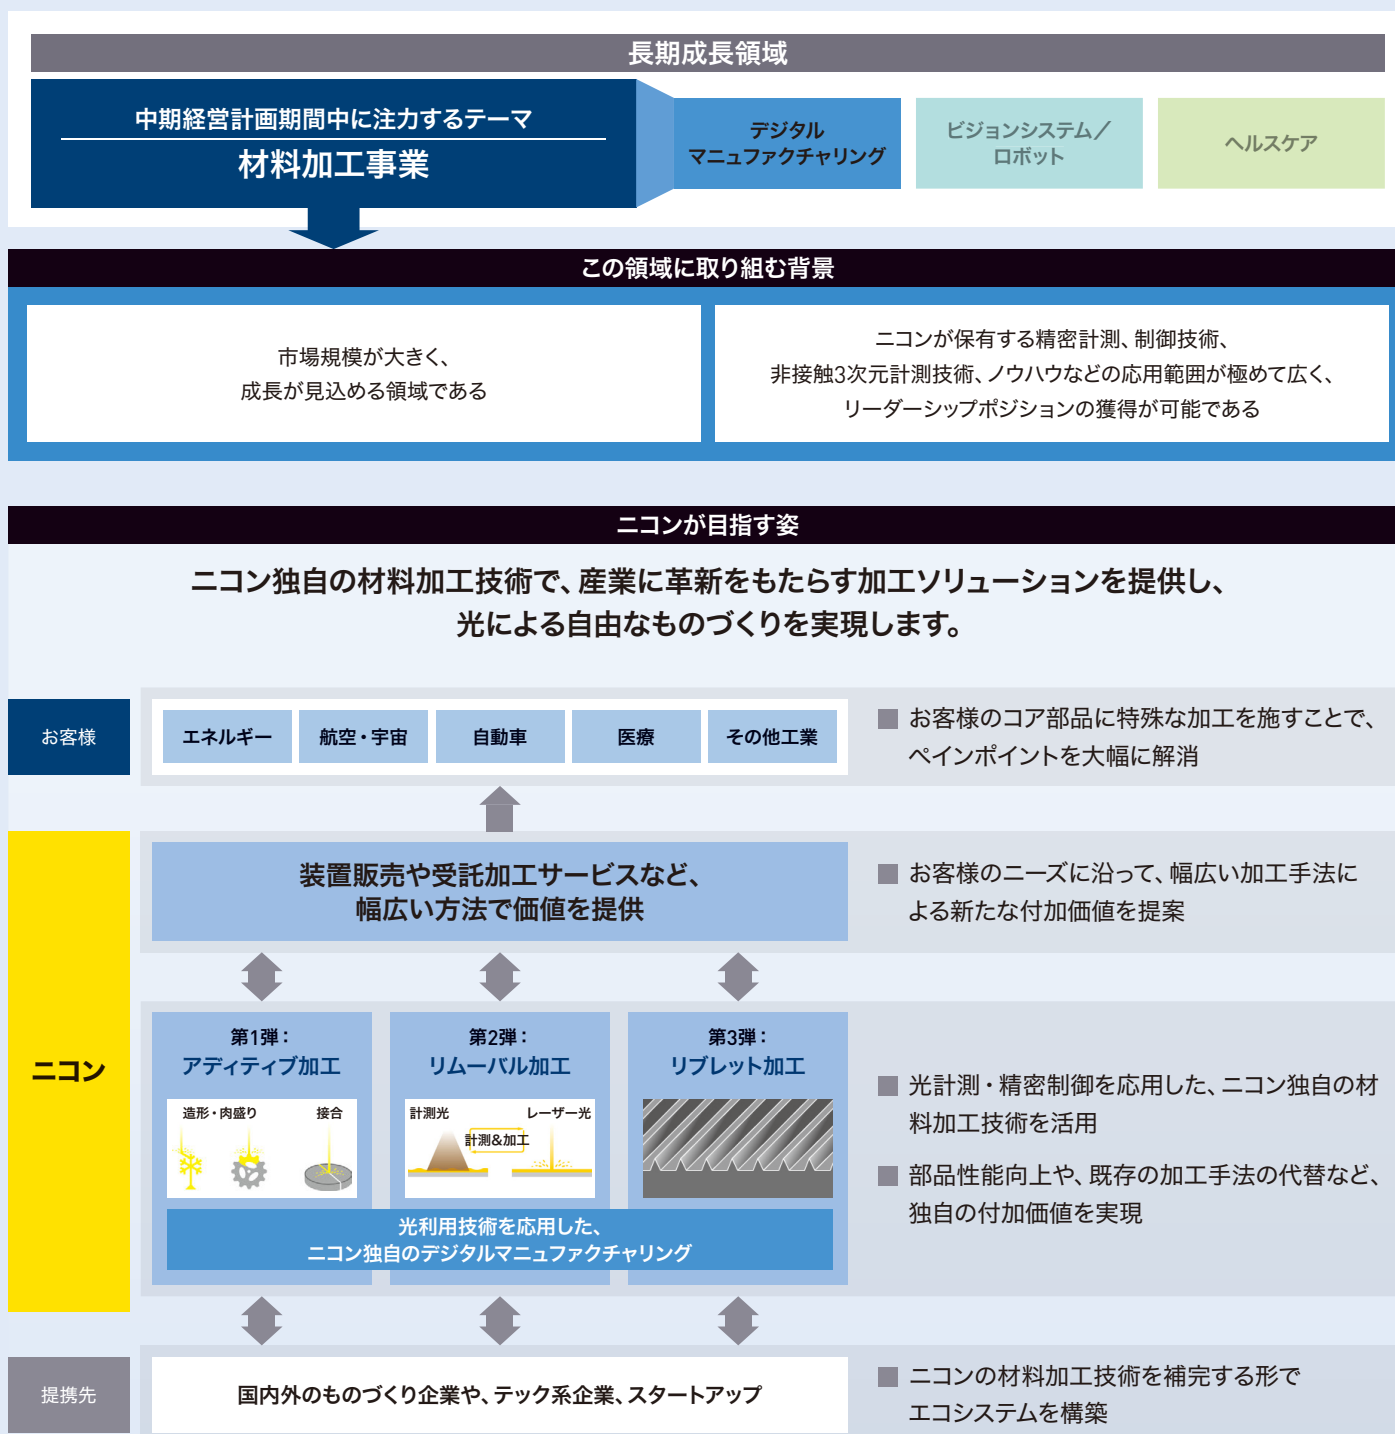 長期成長領域
中期経営計画期間中に注力するテーマ
材料加工事業
デジタル
マニュファクチャリング
ビジョンシステム／
ロボット
ヘルスケア
この領域に取り組む背景
市場規模が大きく、
成長が見込める領域である
ニコンが保有する精密計測、制御技術、
非接触3次元計測技術、ノウハウなどの応用範囲が極めて広く、
リーダーシップポジションの獲得が可能である
ニコンが目指す姿
ニコン独自の材料加工技術で、産業に革新をもたらす加工ソリューションを提供し、
光による自由なものづくりを実現します。
お客様
エネルギー
航空・宇宙
自動車
医療
その他工業
■ お客様のコア部品に特殊な加工を施すことで、
ペインポイントを大幅に解消
ニコン
装置販売や受託加工サービスなど、
幅広い方法で価値を提供
■ お客様のニーズに沿って、幅広い加工手法に
よる新たな付加価値を提案
第1弾：
アディティブ加工
造形・肉盛り
接合
第2弾：
リムーバル加工
計測光
レーザー光
計測&加工
第3弾：
リブレット加工
光利用技術を応用した、
ニコン独自のデジタルマニュファクチャリング
■ 光計測・精密制御を応用した、ニコン独自の材
料加工技術を活用
■ 部品性能向上や、既存の加工手法の代替など、
独自の付加価値を実現
提携先
国内外のものづくり企業や、テック系企業、スタートアップ
■ ニコンの材料加工技術を補完する形で
エコシステムを構築